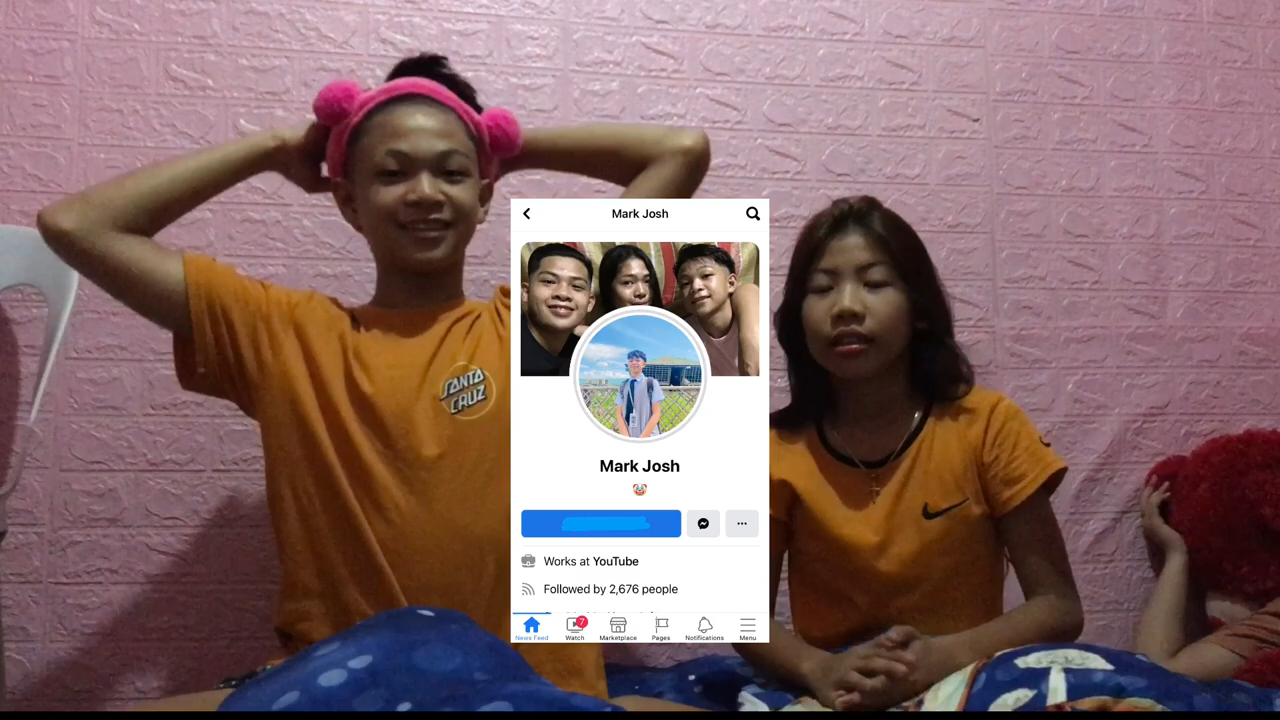 Mark Josh
SANTA
CRUZ
Mark Josh
Works at YouTube
Followed by 2,676 people
7
News Feed
Watch
Marketplace
Pages
Notifications
Menu